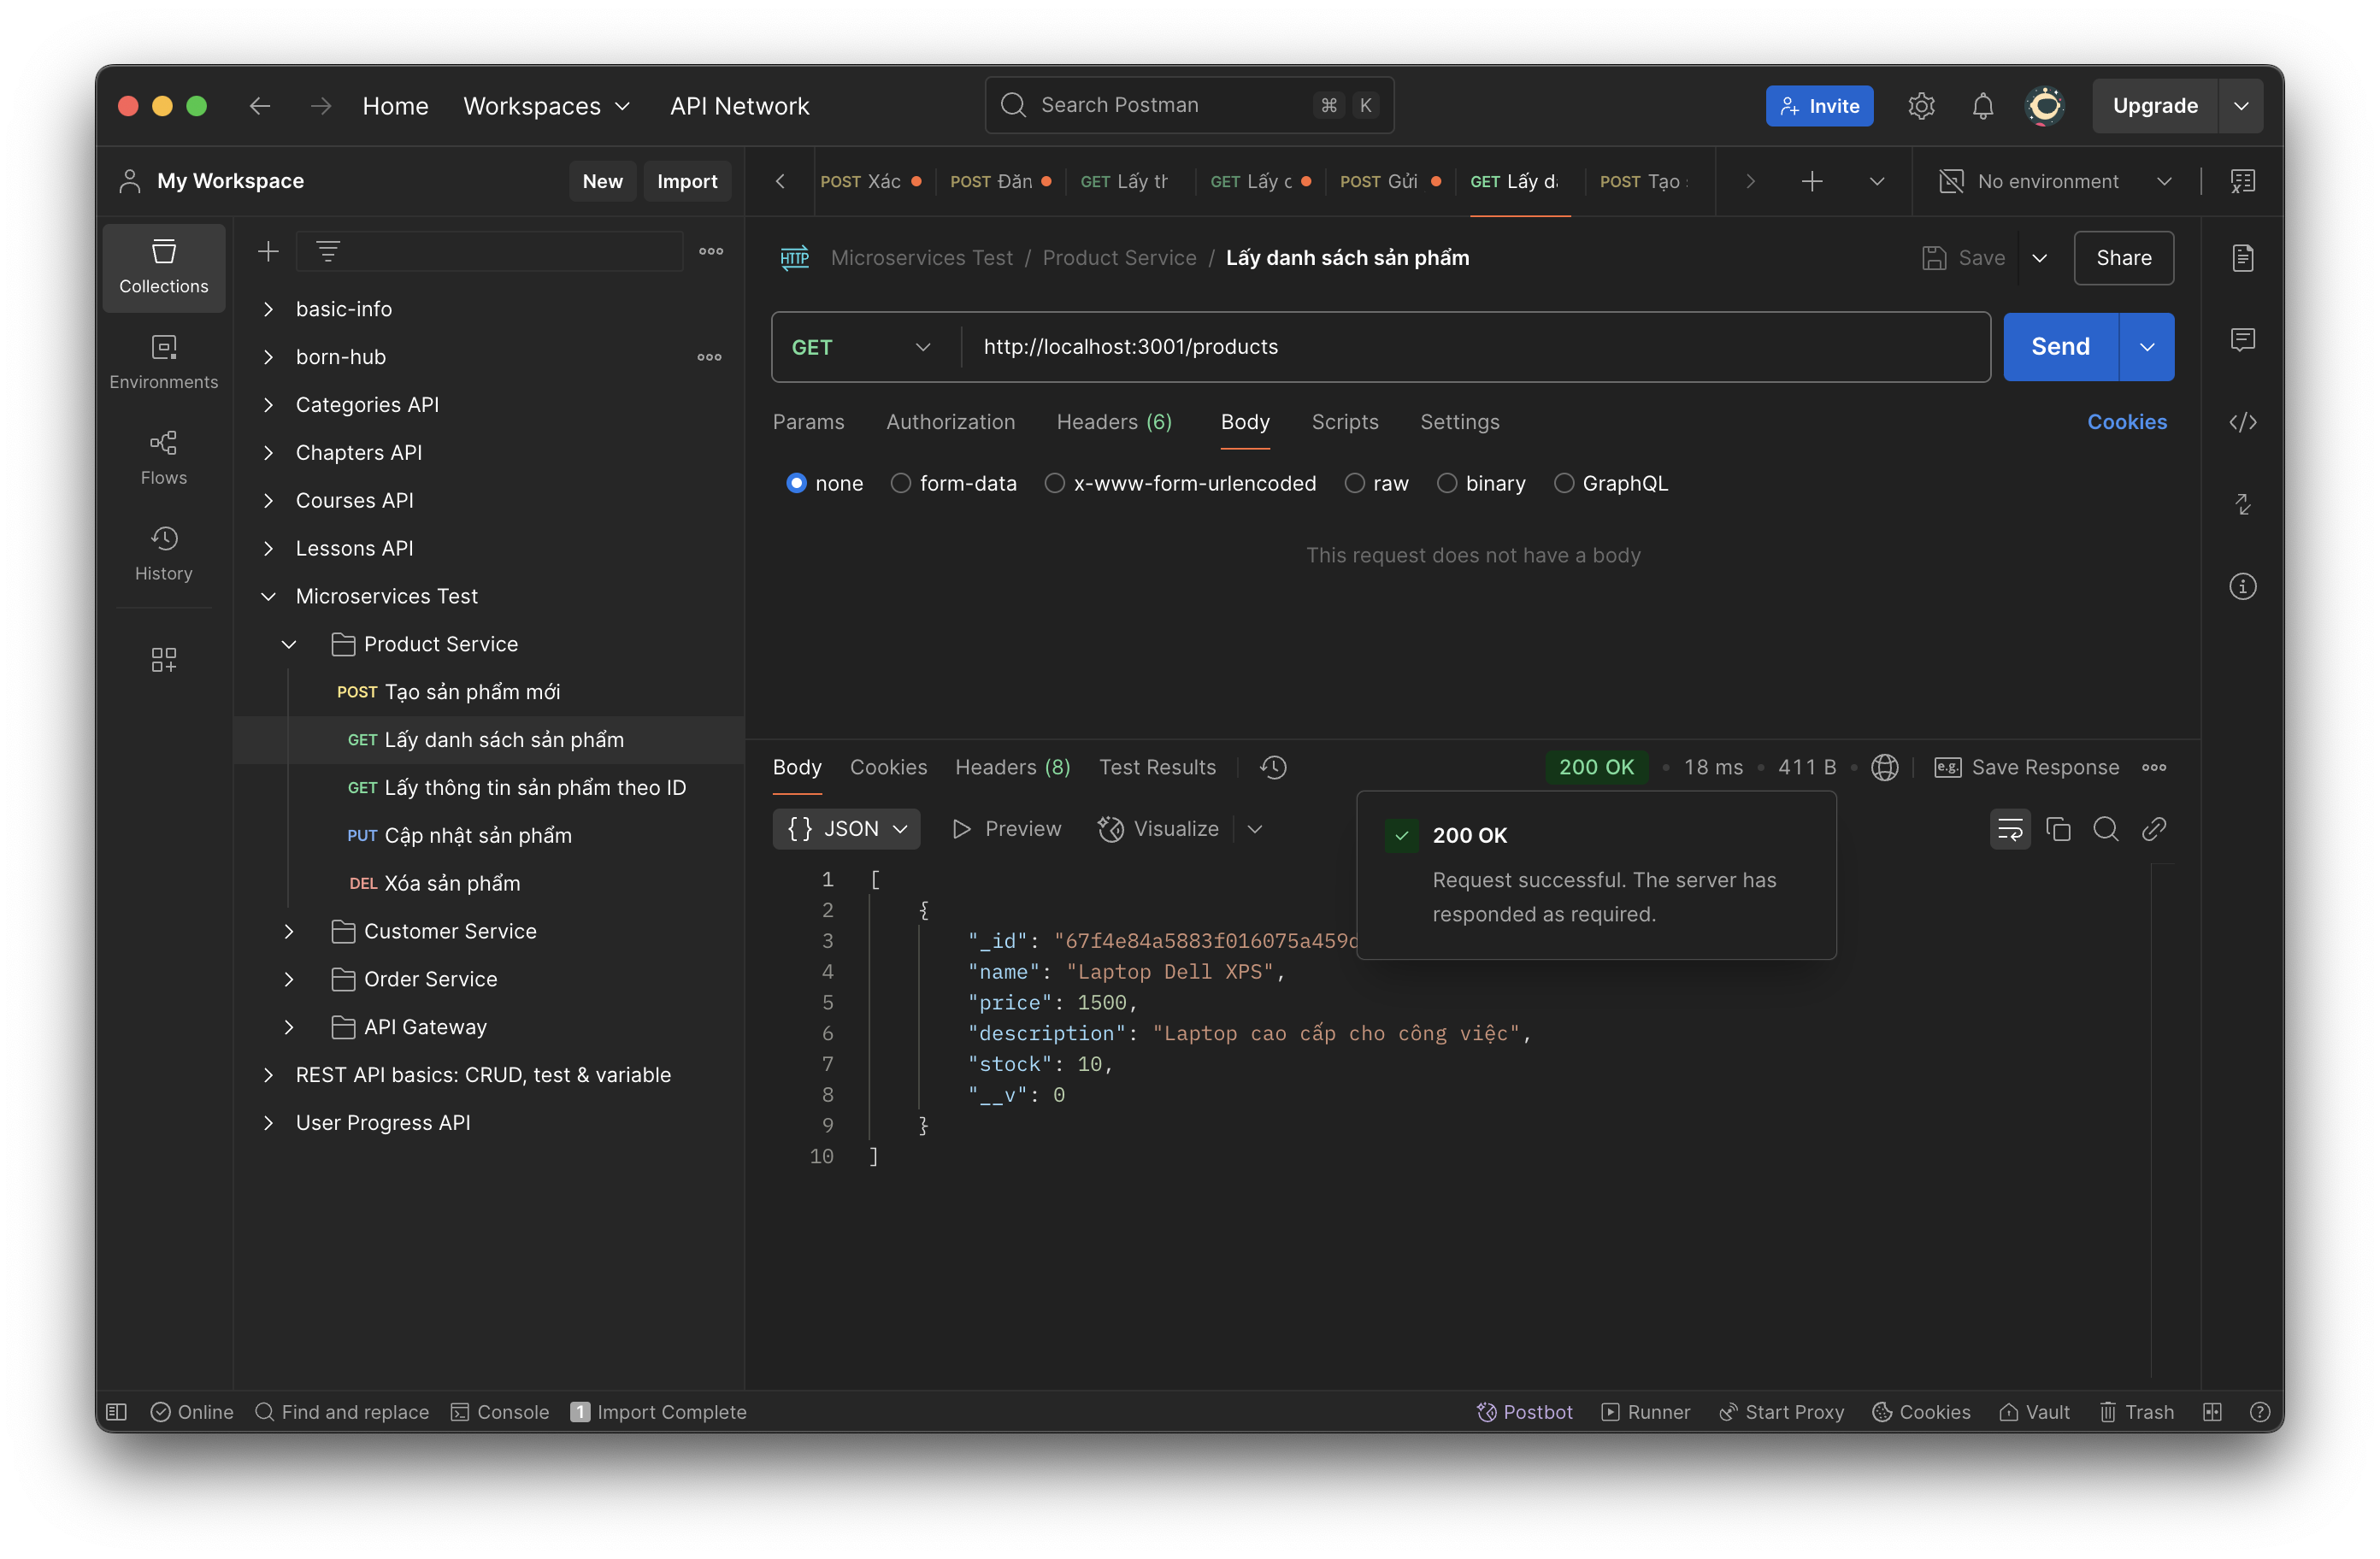 Home Workspaces API Network Search Postman ⌘ K Invite Upgrade
My Workspace New Import
POST Xác POST Đăn GET Lấy th GET Lấy c POST Gửi GET Lấy da POST Tạo No environment
Collections
Environments
Flows
History
basic-info
born-hub
Categories API
Chapters API
Courses API
Lessons API
Microservices Test
Product Service
POST Tạo sản phẩm mới
GET Lấy danh sách sản phẩm
GET Lấy thông tin sản phẩm theo ID
PUT Cập nhật sản phẩm
DEL Xóa sản phẩm
Customer Service
Order Service
API Gateway
REST API basics: CRUD, test & variable
User Progress API
HTTP Microservices Test / Product Service / Lấy danh sách sản phẩm Save Share
GET http://localhost:3001/products Send
Params Authorization Headers (6) Body Scripts Settings Cookies
none form-data x-www-form-urlencoded raw binary GraphQL
This request does not have a body
Body Cookies Headers (8) Test Results 200 OK • 18 ms • 411 B • e.g. Save Response
{ } JSON Preview Visualize
200 OK
Request successful. The server has
responded as required.
1 [
2 {
3 "_id": "67f4e84a5883f016075a459
4 "name": "Laptop Dell XPS",
5 "price": 1500,
6 "description": "Laptop cao cấp cho công việc",
7 "stock": 10,
8 "__v": 0
9 }
10 ]
Online Find and replace Console 1 Import Complete Postbot Runner Start Proxy Cookies Vault Trash